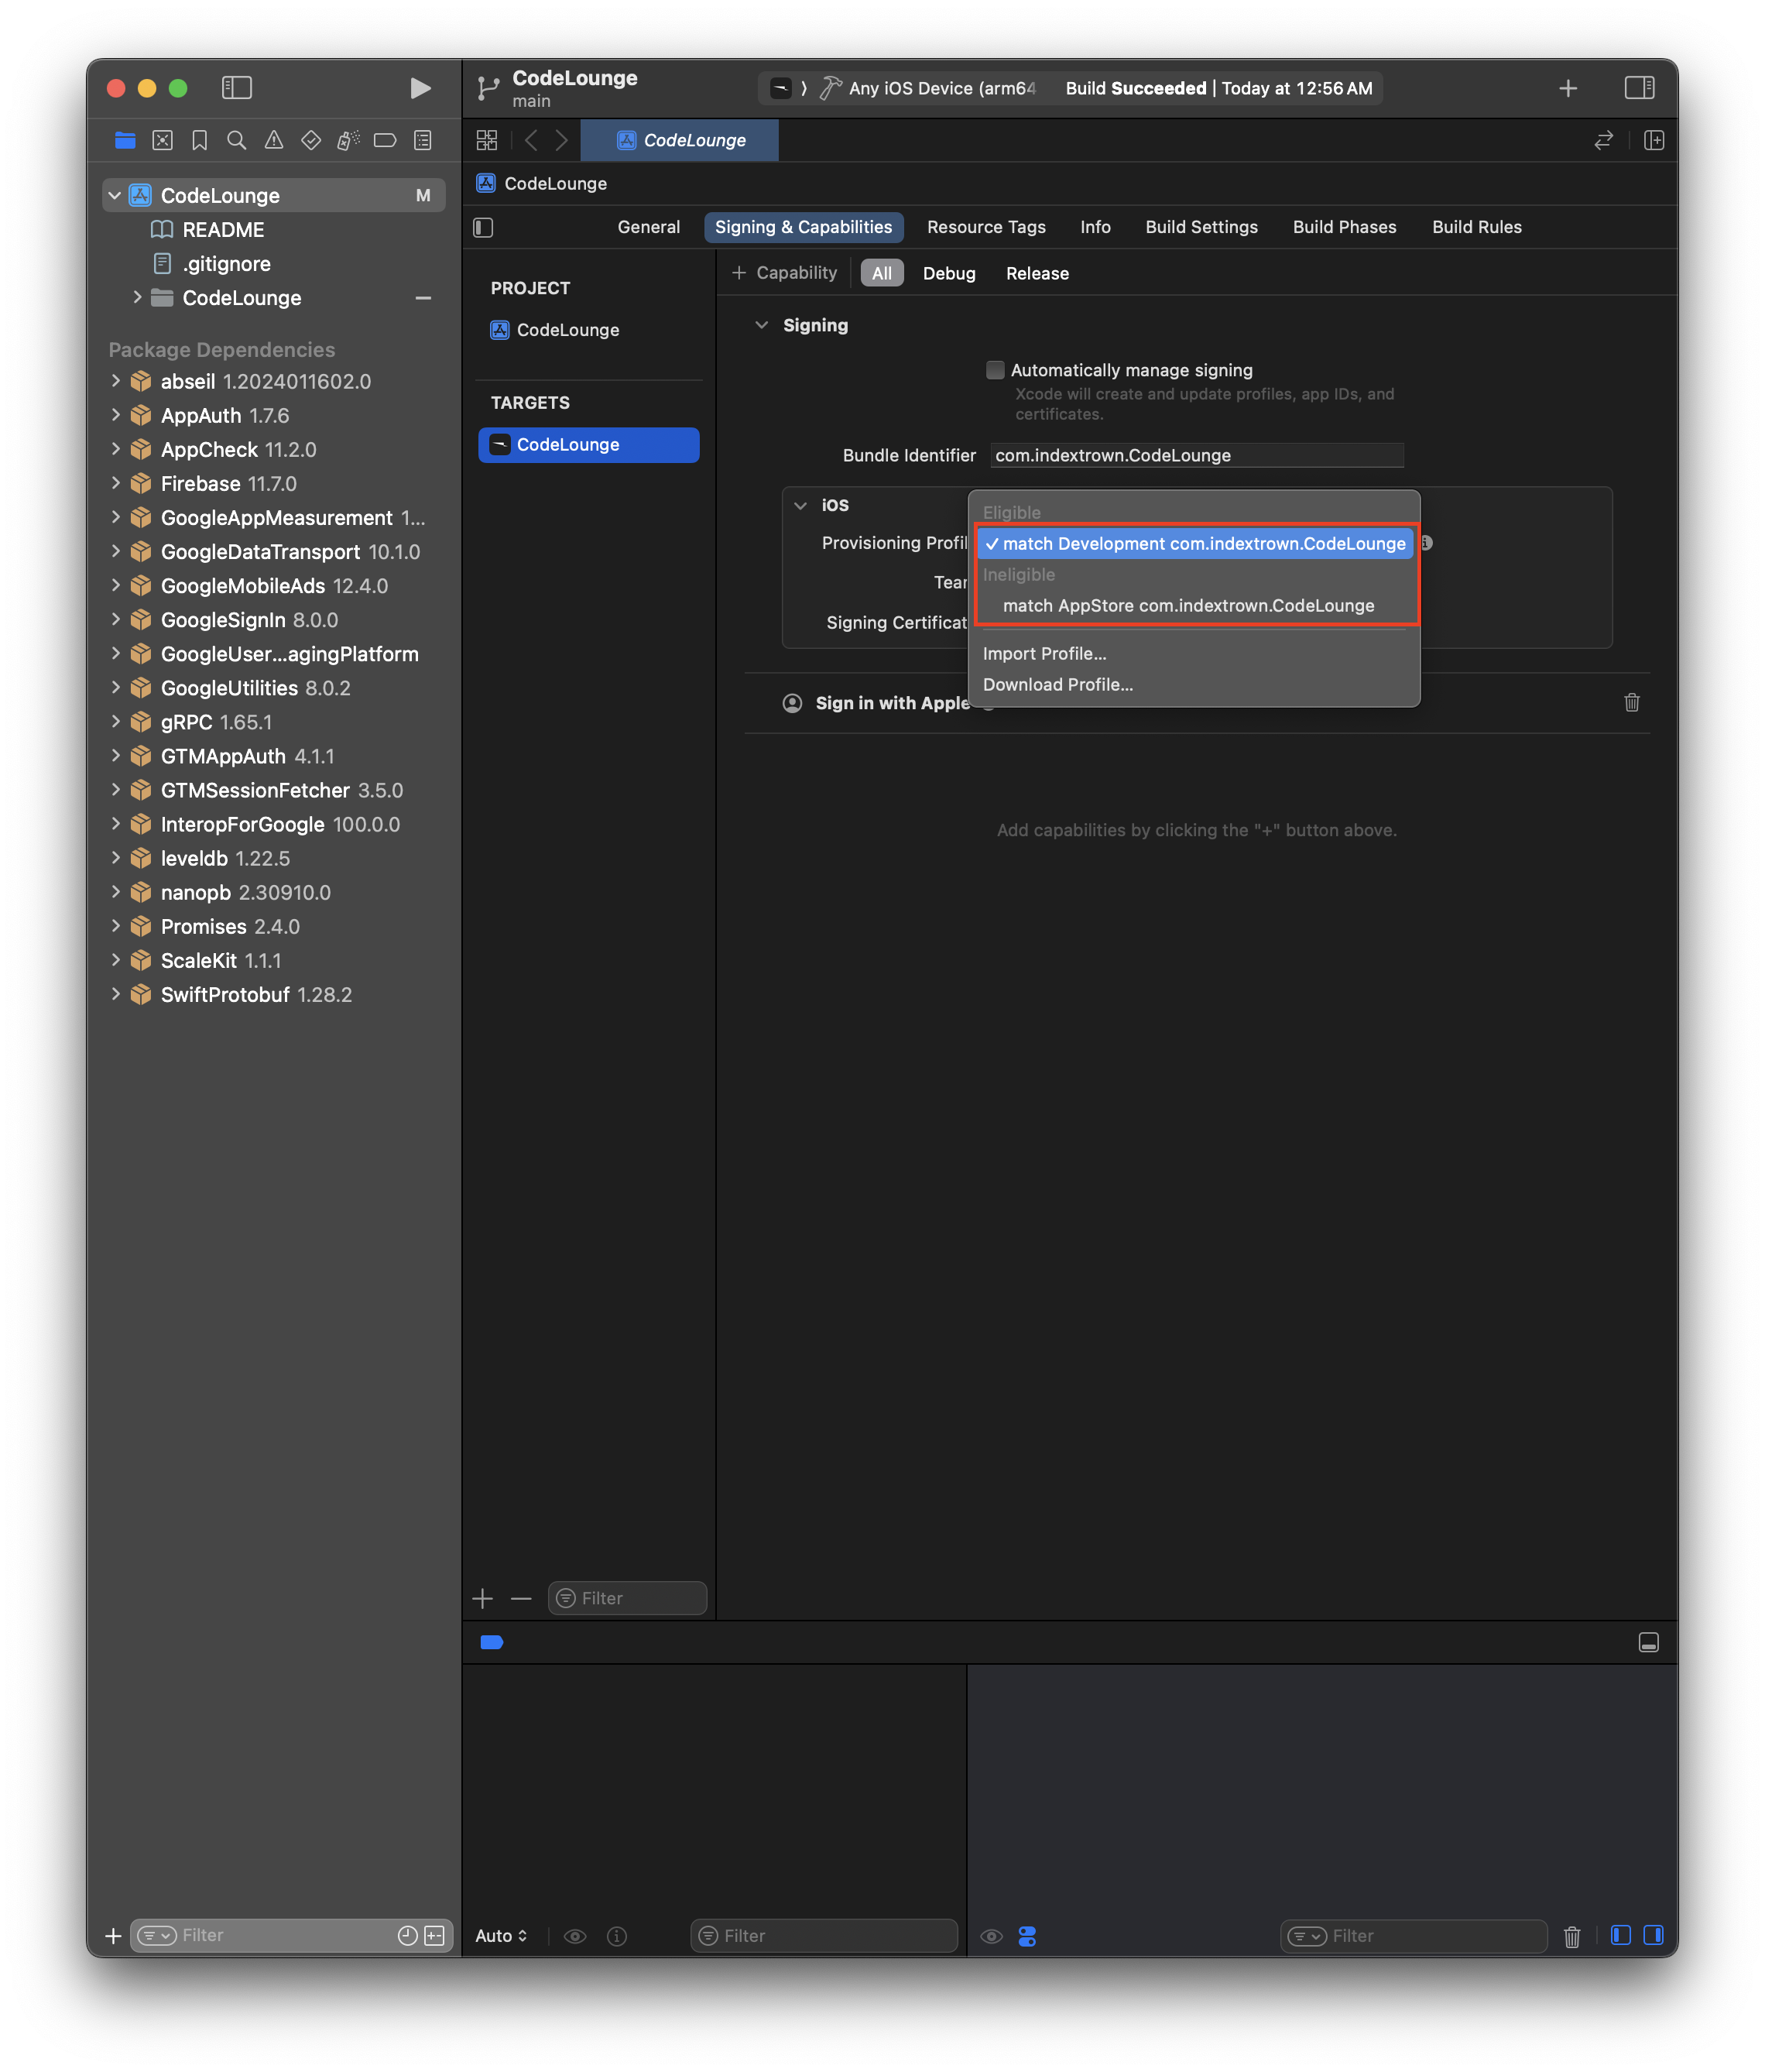 CodeLounge
main
Any iOS Device (arm64
Build Succeeded | Today at 12:56 AM
CodeLounge
CodeLounge M
README
.gitignore
CodeLounge
Package Dependencies
abseil 1.2024011602.0
AppAuth 1.7.6
AppCheck 11.2.0
Firebase 11.7.0
GoogleAppMeasurement 1...
GoogleDataTransport 10.1.0
GoogleMobileAds 12.4.0
GoogleSignIn 8.0.0
GoogleUser...agingPlatform
GoogleUtilities 8.0.2
gRPC 1.65.1
GTMAppAuth 4.1.1
GTMSessionFetcher 3.5.0
InteropForGoogle 100.0.0
leveldb 1.22.5
nanopb 2.30910.0
Promises 2.4.0
ScaleKit 1.1.1
SwiftProtobuf 1.28.2
Filter
CodeLounge
General Signing & Capabilities Resource Tags Info Build Settings Build Phases Build Rules
PROJECT
CodeLounge
TARGETS
CodeLounge
Filter
+ Capability All Debug Release
Signing
Automatically manage signing
Xcode will create and update profiles, app IDs, and
certificates.
Bundle Identifier com.indextrown.CodeLounge
iOS
Provisioning Profil
Tear
Signing Certificat
Eligible
✓ match Development com.indextrown.CodeLounge
Ineligible
match AppStore com.indextrown.CodeLounge
Import Profile...
Download Profile...
Sign in with Apple
Add capabilities by clicking the "+" button above.
Auto
Filter
Filter